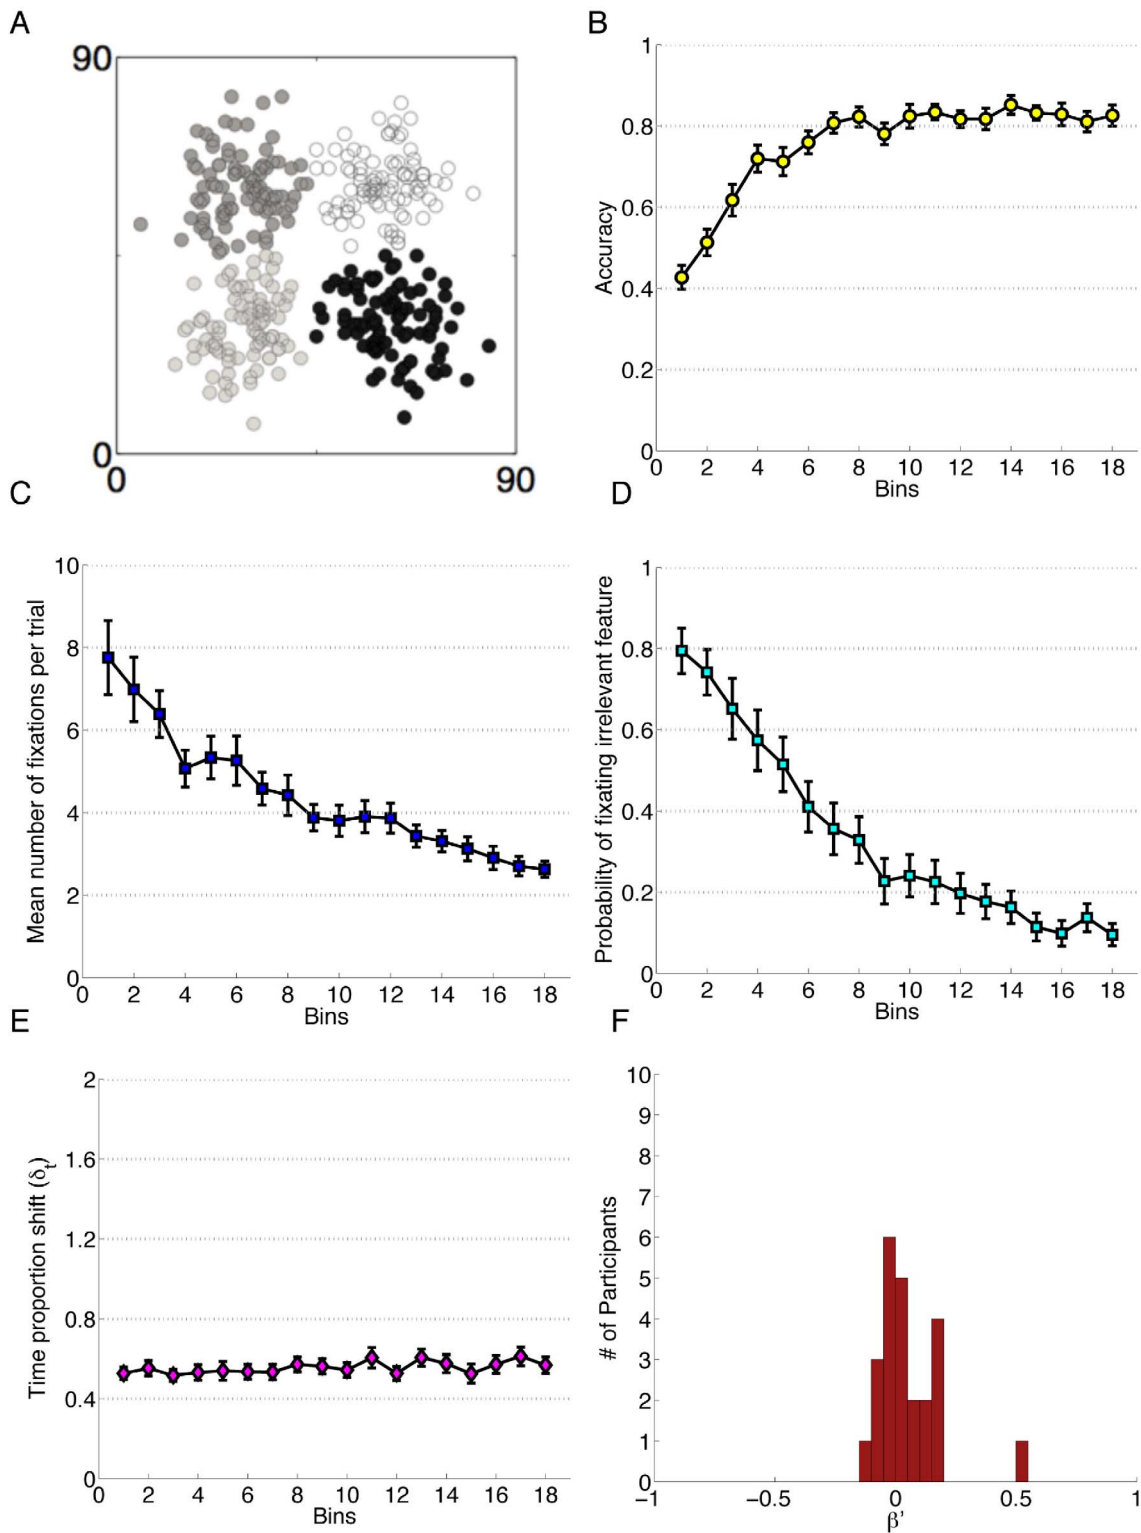 A
90
0
0
90
B
1
0.8
0.6
0.4
0.2
0
0 2 4 6 8 10 12 14 16 18
Accuracy
Bins
C
10
8
6
4
2
0
0 2 4 6 8 10 12 14 16 18
Mean number of fixations per trial
Bins
D
1
0.8
0.6
0.4
0.2
0
0 2 4 6 8 10 12 14 16 18
Probability of fixating irrelevant feature
Bins
E
2
1.6
1.2
0.8
0.4
0
0 2 4 6 8 10 12 14 16 18
Time proportion shift (δt)
Bins
F
10
9
8
7
6
5
4
3
2
1
0
−1 −0.5 0 0.5 1
# of Participants
β'